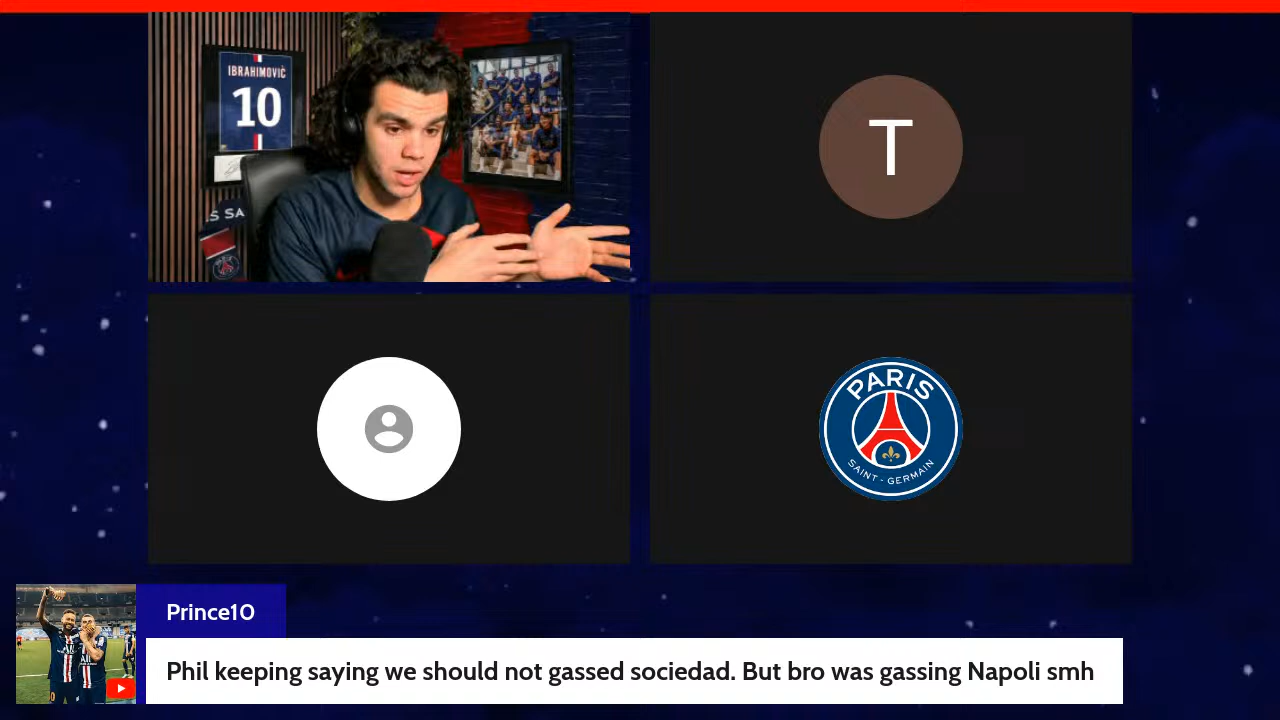 IBRAHIMOVIĆ
10
S SA
T
PARIS
SAINT - GERMAIN
Prince10
Phil keeping saying we should not gassed sociedad. But bro was gassing Napoli smh